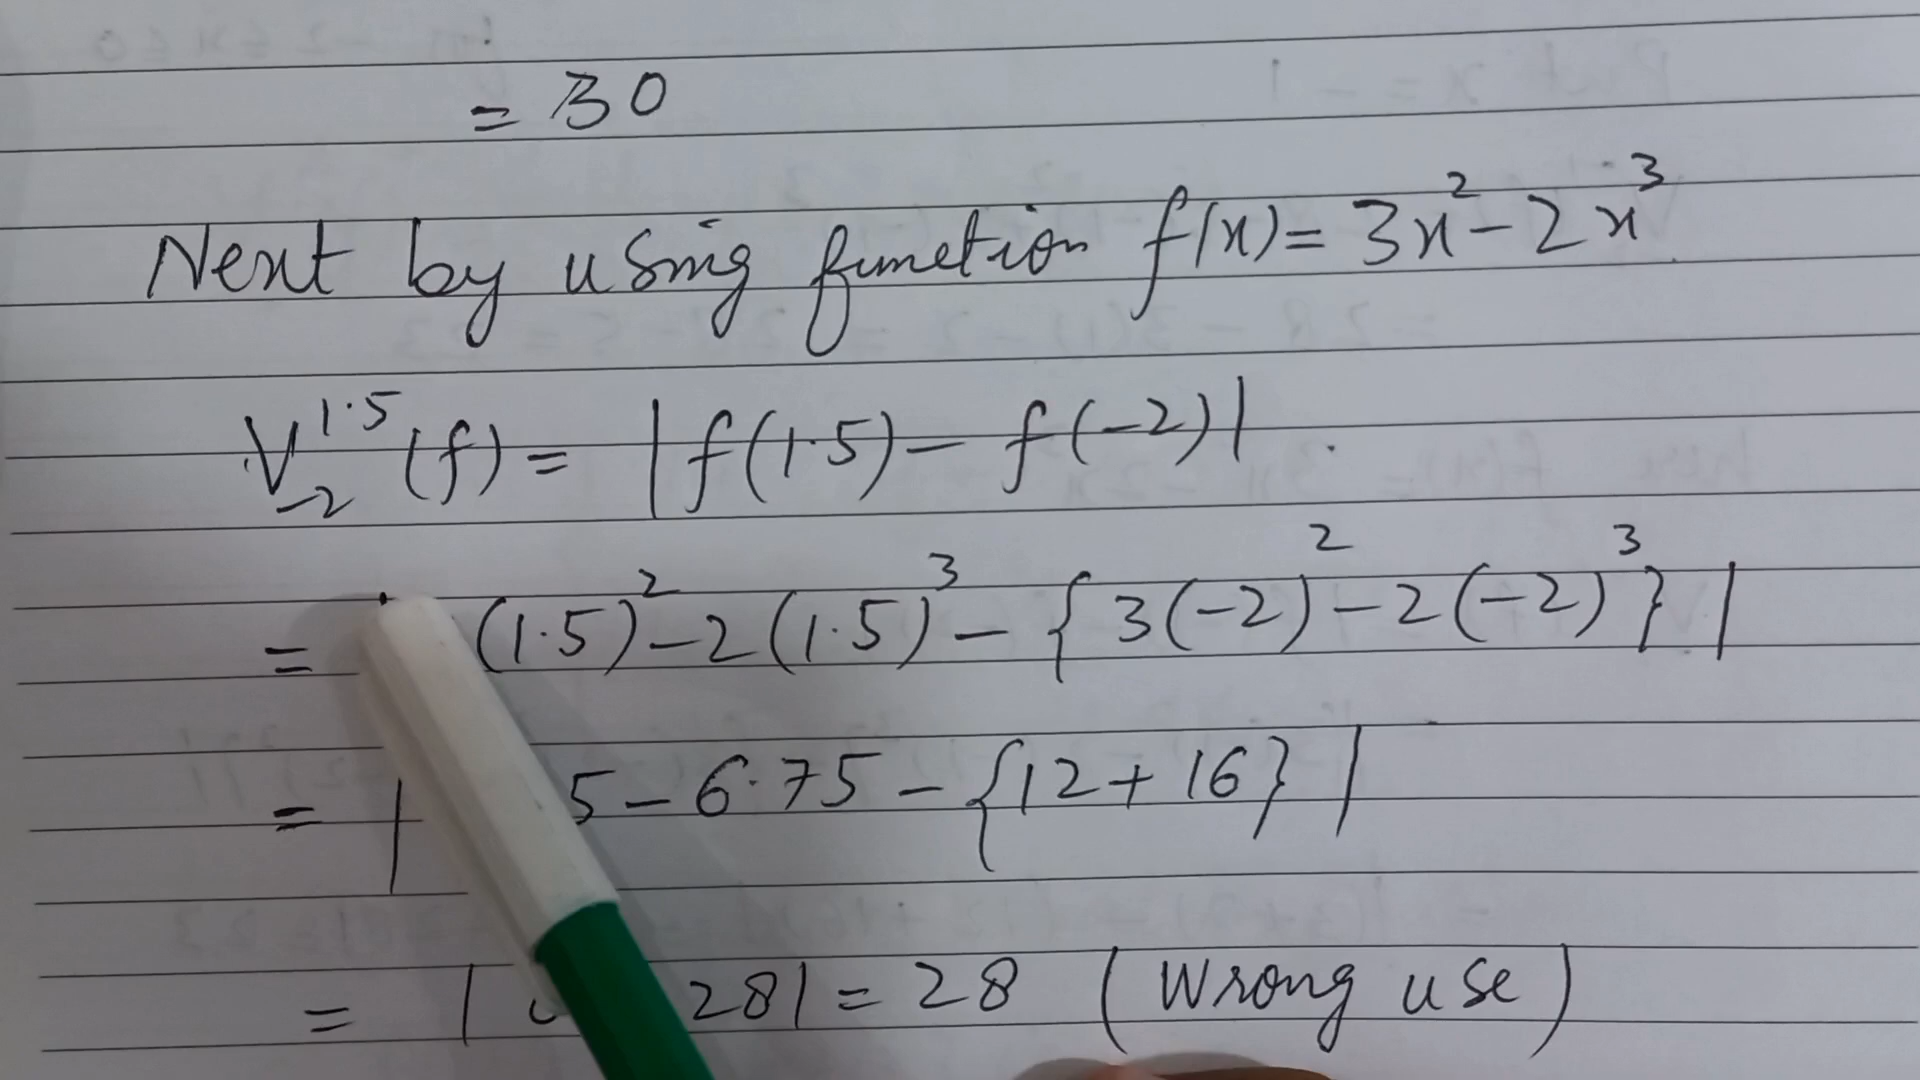 = 30
Next by using function f(x) = 3x² - 2x³
V₋₂^1.5 (f) = |f(1.5) - f(-2)|
= (1.5)² - 2(1.5)³ - {3(-2)² - 2(-2)³}|
= | 5 - 6.75 - {12 + 16}|
= | 28| = 28 (Wrong use)